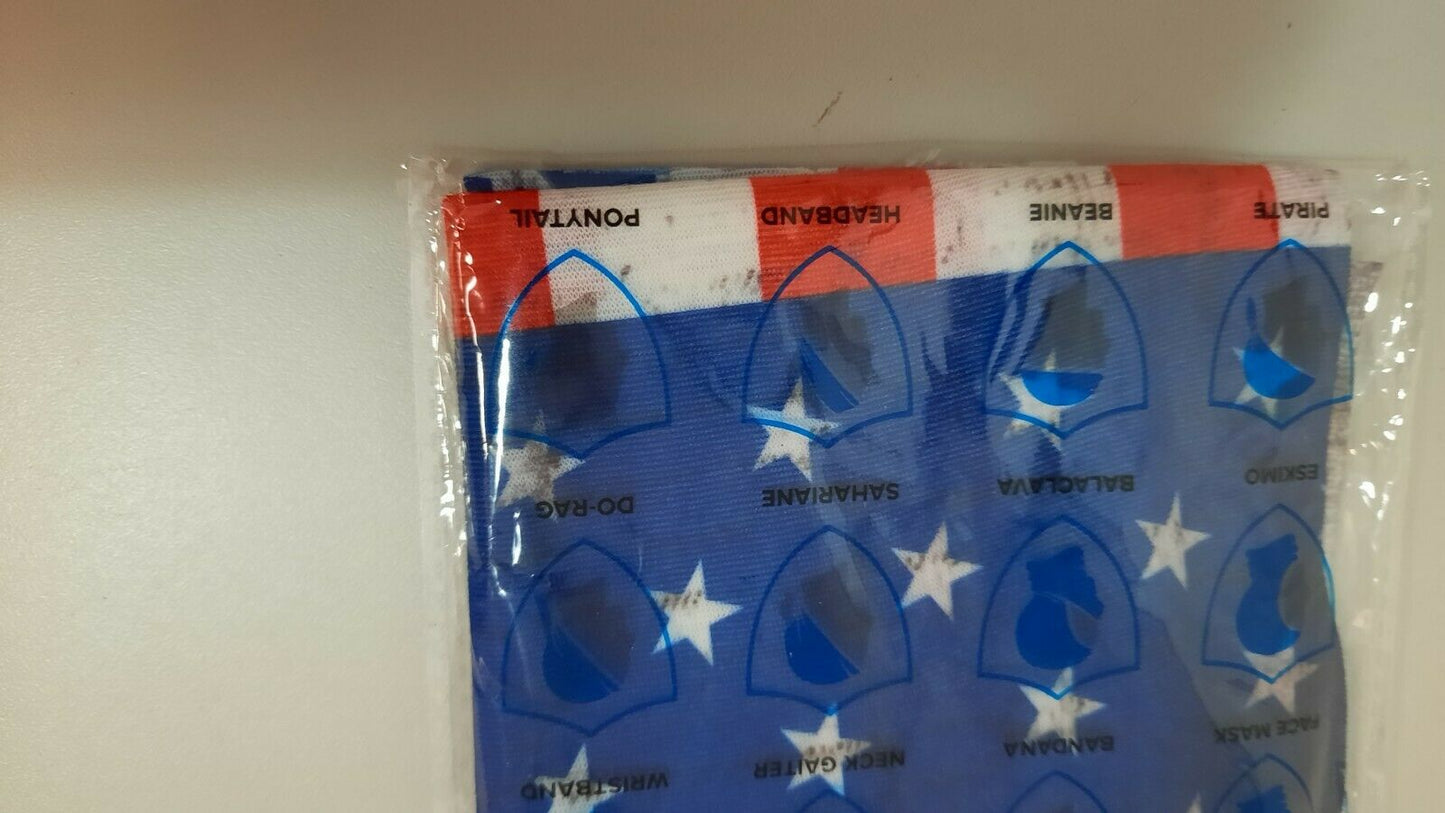 FACE MASK
BANDANA
NECK GAITER
WRISTBAND
ESKIMO
BALACLAVA
SAHARIANE
DO-RAG
PIRATE
BEANIE
HEADBAND
PONYTAIL